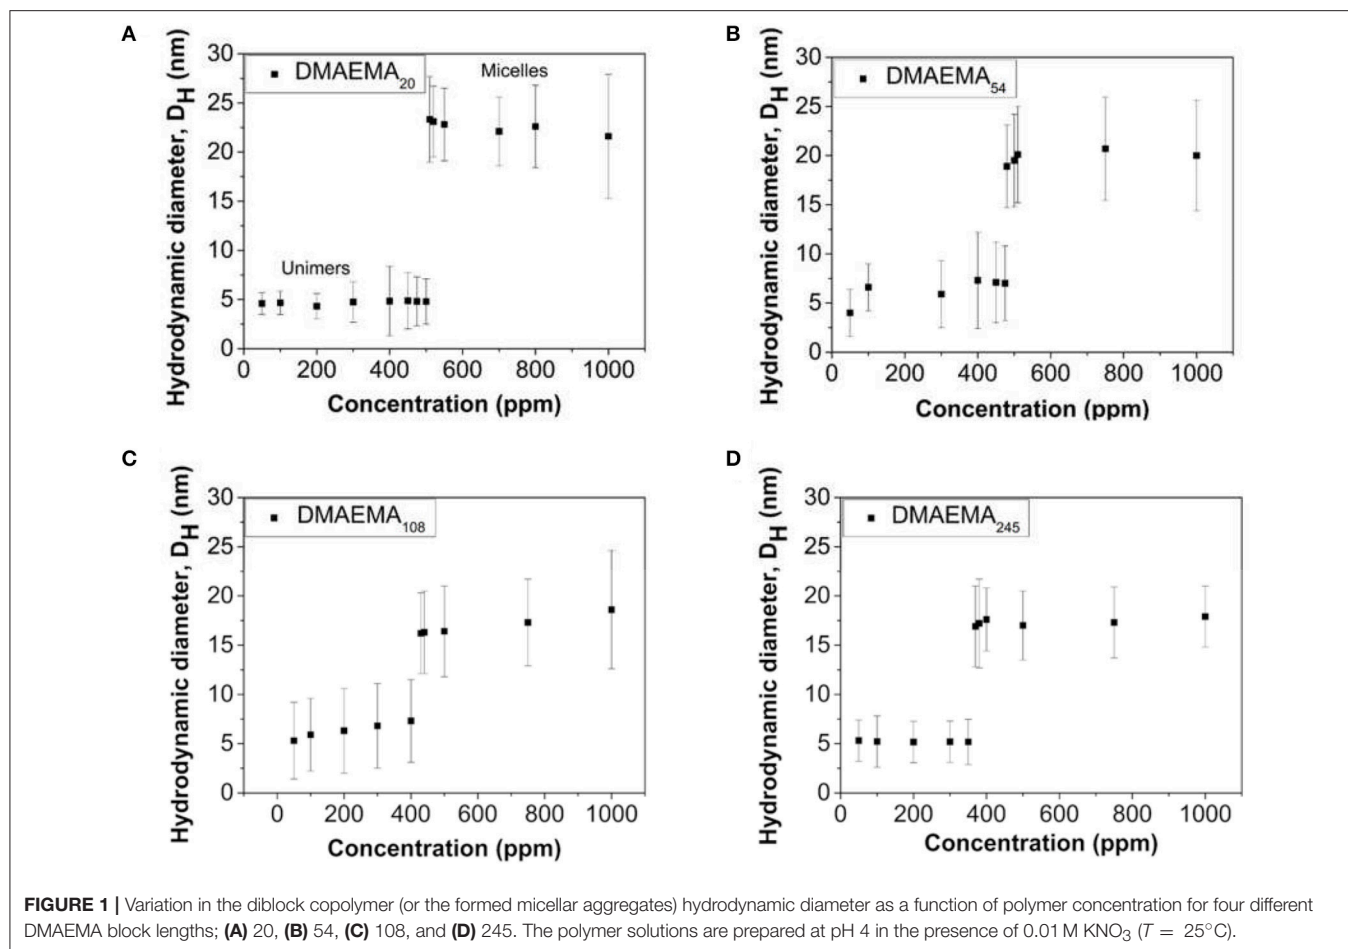 A
Hydrodynamic diameter, D_H (nm)
30
25
20
15
10
5
0
DMAEMA_20
Micelles
Unimers
0 200 400 600 800 1000
Concentration (ppm)
B
Hydrodynamic diameter, D_H (nm)
30
25
20
15
10
5
0
DMAEMA_54
0 200 400 600 800 1000
Concentration (ppm)
C
Hydrodynamic diameter, D_H (nm)
30
25
20
15
10
5
0
DMAEMA_108
0 200 400 600 800 1000
Concentration (ppm)
D
Hydrodynamic diameter, D_H (nm)
30
25
20
15
10
5
0
DMAEMA_245
0 200 400 600 800 1000
Concentration (ppm)
FIGURE 1 | Variation in the diblock copolymer (or the formed micellar aggregates) hydrodynamic diameter as a function of polymer concentration for four different
DMAEMA block lengths; (A) 20, (B) 54, (C) 108, and (D) 245. The polymer solutions are prepared at pH 4 in the presence of 0.01 M KNO₃ (T = 25°C).